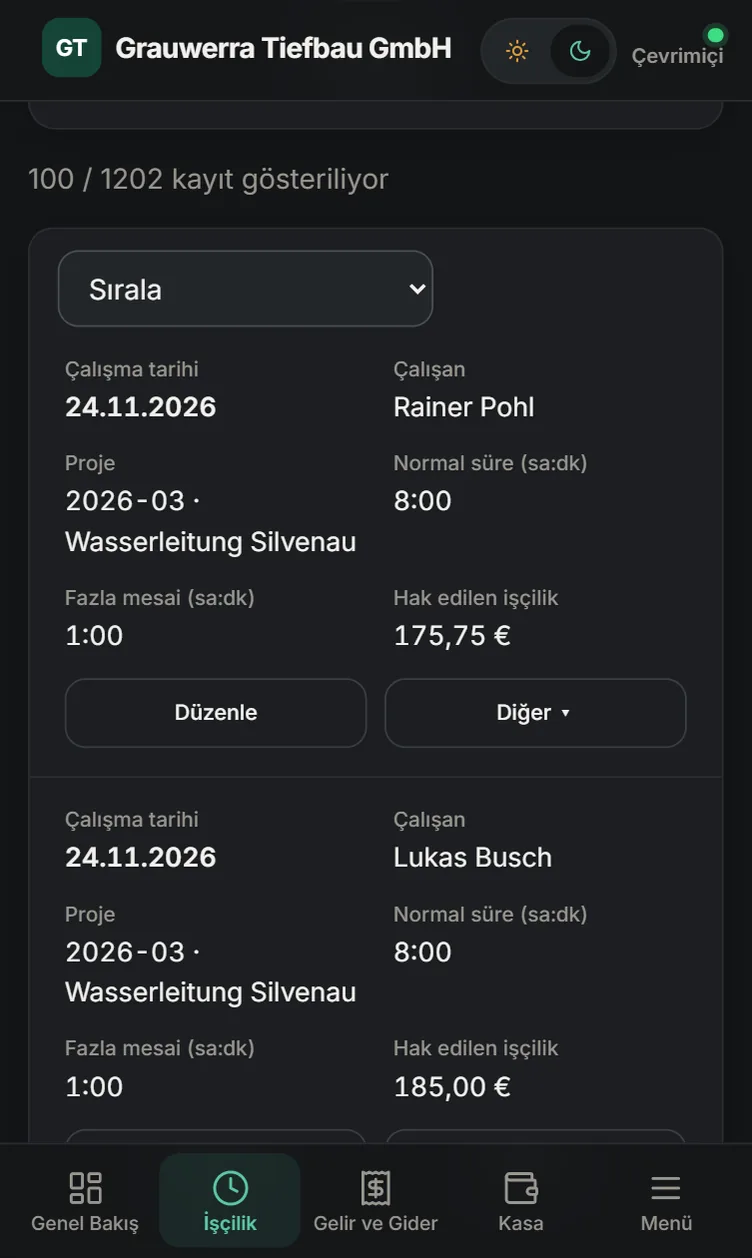 GT
Grauwerra Tiefbau GmbH
Çevrimiçi
100 / 1202 kayıt gösteriliyor
Sırala
Çalışma tarihi
24.11.2026
Çalışan
Rainer Pohl
Proje
2026-03 ·
Wasserleitung Silvenau
Normal süre (sa:dk)
8:00
Fazla mesai (sa:dk)
1:00
Hak edilen işçilik
175,75 €
Düzenle
Diğer ▾
Çalışma tarihi
24.11.2026
Çalışan
Lukas Busch
Proje
2026-03 ·
Wasserleitung Silvenau
Normal süre (sa:dk)
8:00
Fazla mesai (sa:dk)
1:00
Hak edilen işçilik
185,00 €
Genel Bakış
İşçilik
Gelir ve Gider
Kasa
Menü